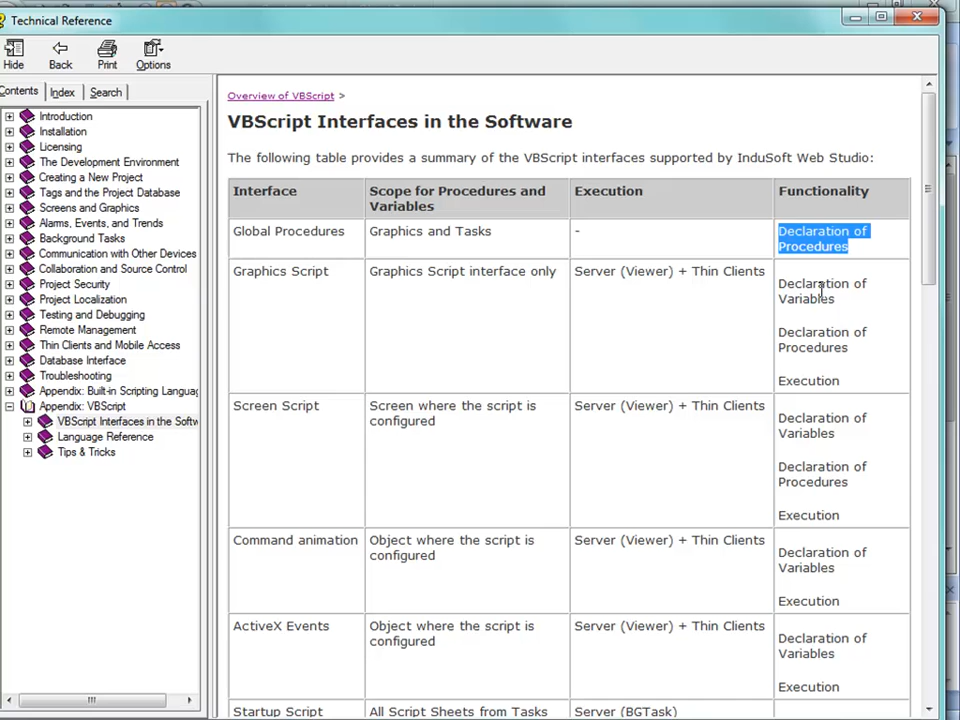 Technical Reference
Hide
Back
Print
Options
Contents
Index
Search
Introduction
Installation
Licensing
The Development Environment
Creating a New Project
Tags and the Project Database
Screens and Graphics
Alarms, Events, and Trends
Background Tasks
Communication with Other Devices
Collaboration and Source Control
Project Security
Project Localization
Testing and Debugging
Remote Management
Thin Clients and Mobile Access
Database Interface
Troubleshooting
Appendix: Built-in Scripting Languag
Appendix: VBScript
VBScript Interfaces in the Softw
Language Reference
Tips & Tricks
Overview of VBScript >
VBScript Interfaces in the Software
The following table provides a summary of the VBScript interfaces supported by InduSoft Web Studio:
Interface
Scope for Procedures and
Variables
Execution
Functionality
Global Procedures
Graphics and Tasks
-
Declaration of
Procedures
Graphics Script
Graphics Script interface only
Server (Viewer) + Thin Clients
Declaration of
Variables
Declaration of
Procedures
Execution
Screen Script
Screen where the script is
configured
Server (Viewer) + Thin Clients
Declaration of
Variables
Declaration of
Procedures
Execution
Command animation
Object where the script is
configured
Server (Viewer) + Thin Clients
Declaration of
Variables
Execution
ActiveX Events
Object where the script is
configured
Server (Viewer) + Thin Clients
Declaration of
Variables
Execution
Startup Script
All Script Sheets from Tasks
Server (BGTask)